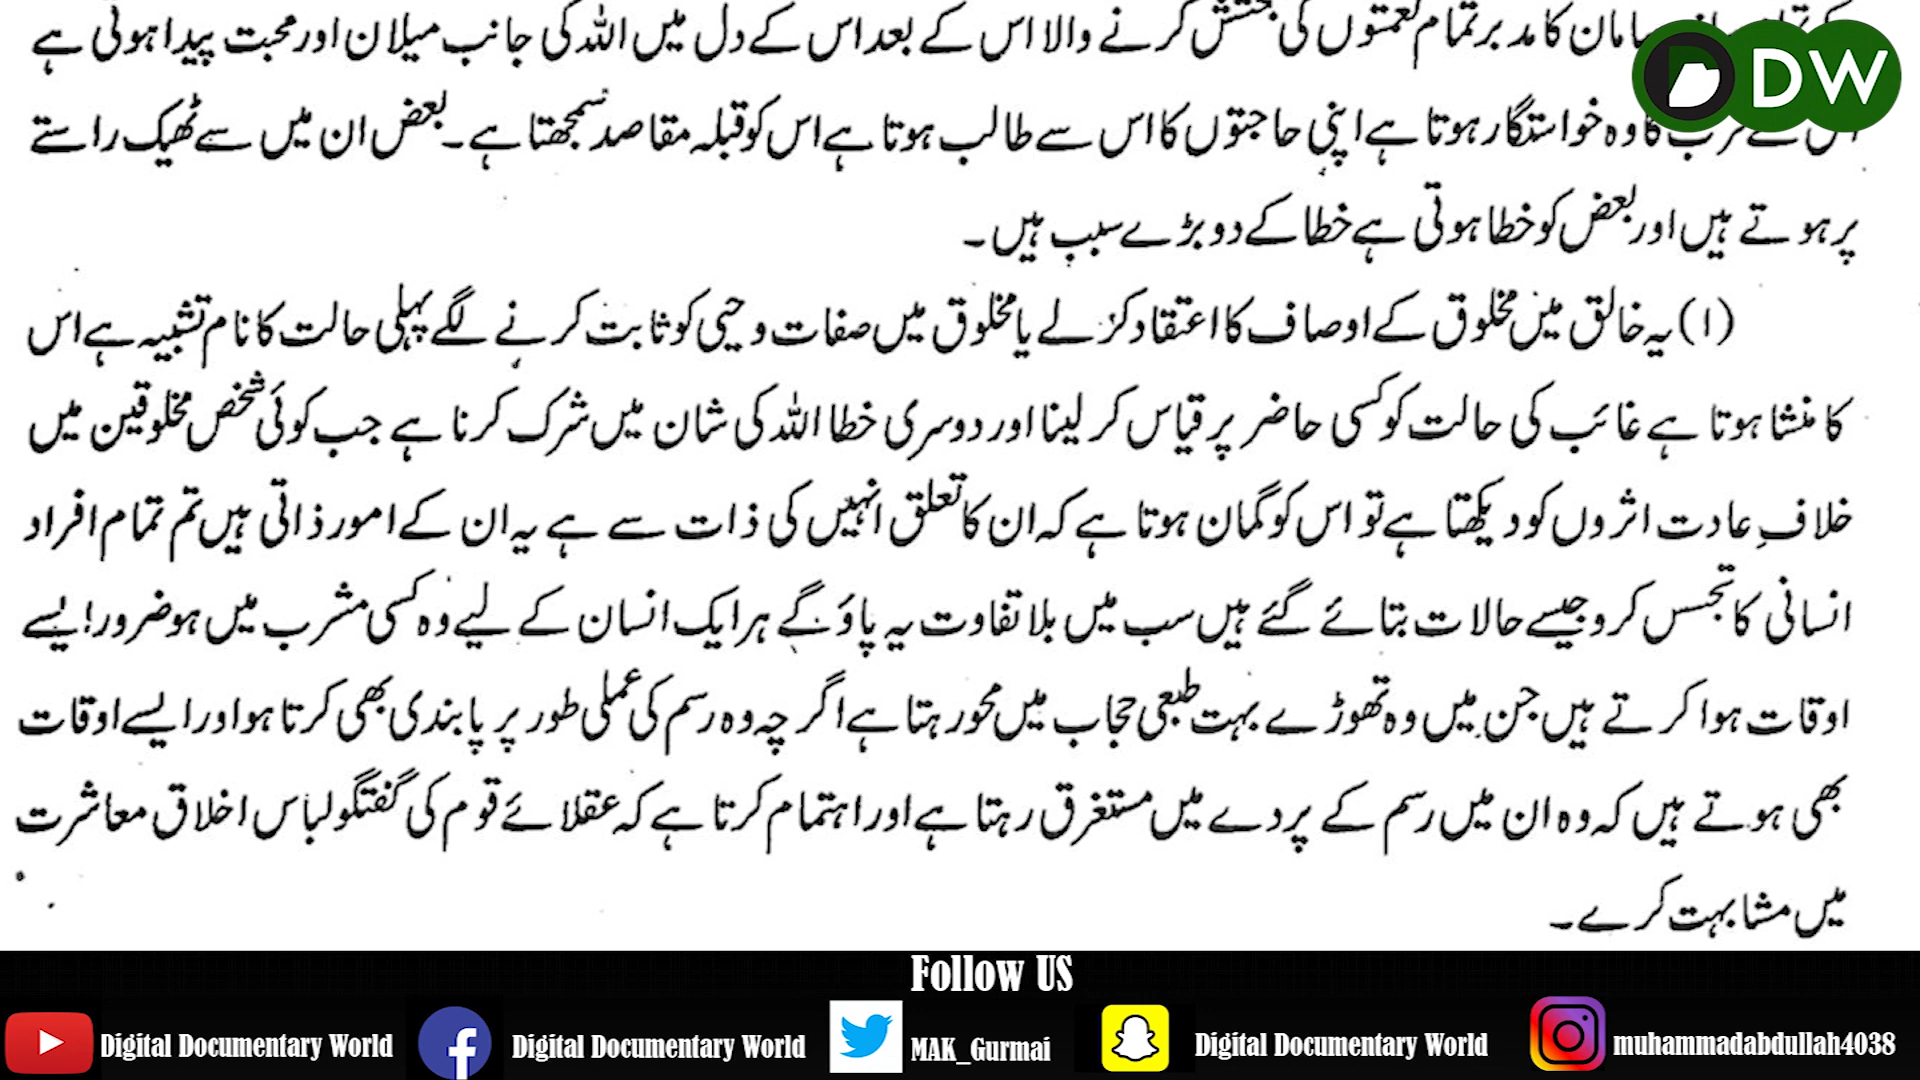 سامان کا مدبر تمام نعمتوں کی بخشش کرنے والا اس کے بعد اس کے دل میں اللہ کی جانب میلان اور محبت پیدا ہوتی ہے
DW
کا وہ خواستگار ہوتا ہے اپنی حاجتوں کا اس سے طالب ہوتا ہے اس کو قبلہ مقاصد سمجھتا ہے۔ بعض ان میں سے ٹھیک راستے
پر ہوتے ہیں اور بعض کو خطا ہوتی ہے خطا کے دو بڑے سبب ہیں۔
(۱) یہ خالق میں مخلوق کے اوصاف کا اعتقاد کر لے یا مخلوق میں صفات وحیی کو ثابت کرنے لگے پہلی حالت کا نام تشبیہ ہے اس
کا منشا ہوتا ہے غائب کی حالت کو کسی حاضر پر قیاس کر لینا اور دوسری خطا اللہ کی شان میں شرک کرنا ہے جب کوئی شخص مخلوقین میں
خلافِ عادت اثروں کو دیکھتا ہے تو اس کو گمان ہوتا ہے کہ ان کا تعلق انہیں کی ذات سے ہے یہ ان کے امور ذاتی ہیں تم تمام افراد
انسانی کا تجسس کرو جیسے حالات بتائے گئے ہیں سب میں بلا تفاوت یہ پاؤ گے ہر ایک انسان کے لیے وہ کسی مشرب میں ہو ضرور ایسے
اوقات ہوا کرتے ہیں جن میں وہ تھوڑے بہت طبعی حجاب میں محو رہتا ہے اگر چہ وہ رسم کی عملی طور پر پابندی بھی کرتا ہو اور ایسے اوقات
بھی ہوتے ہیں کہ وہ ان میں رسم کے پردے میں مستغرق رہتا ہے اور اہتمام کرتا ہے کہ عقلائے قوم کی گفتگو لباس اخلاق معاشرت
میں مشابہت کرے۔
Follow US
Digital Documentary World
Digital Documentary World
MAK_Gurmai
Digital Documentary World
muhammadabdullah4038